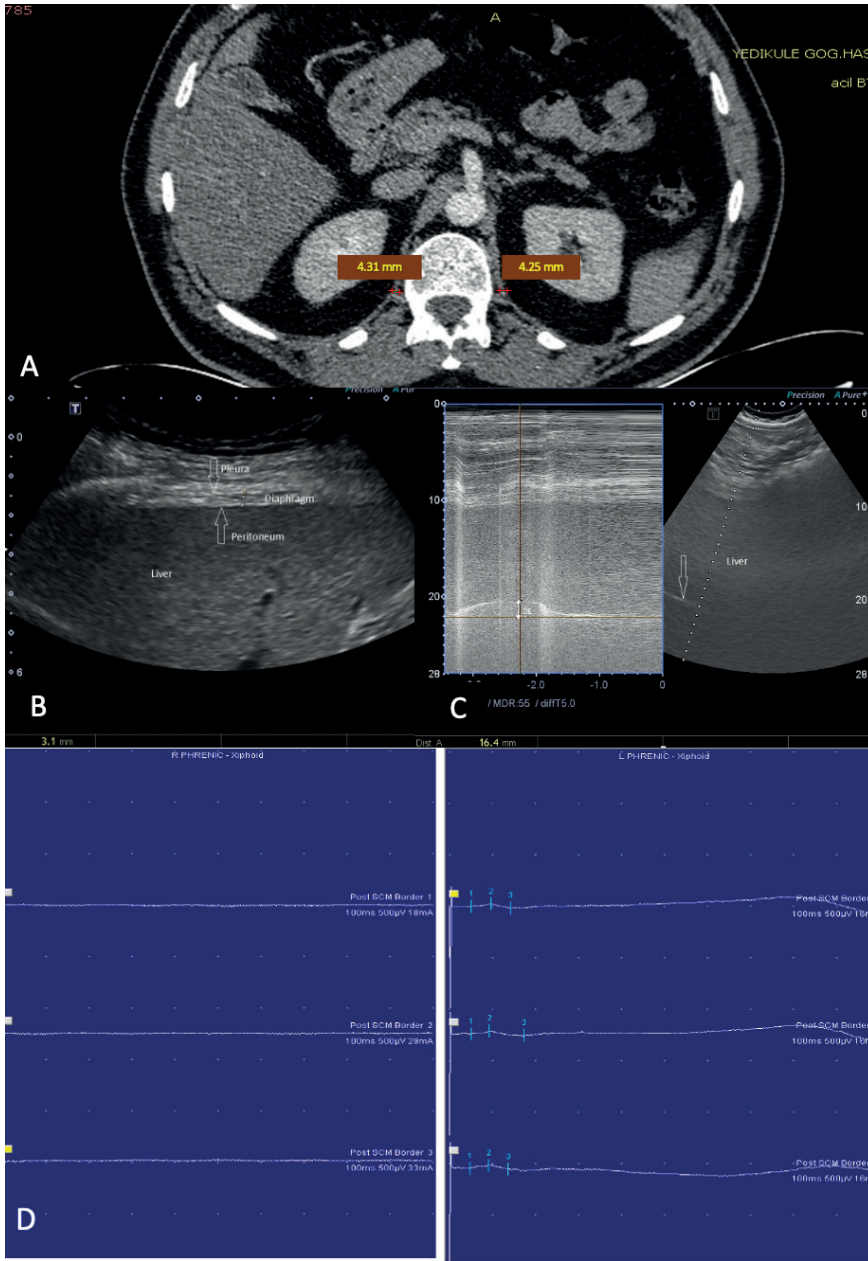 785
A
YEDIKULE GOG.HAS
acil B
4.31 mm
4.25 mm
A
Precision A Pure
T
0
Pleura
Diaphragm
Peritoneum
Liver
6
B
0
10
20
28
-2.0
-1.0
0
/ MDR:55 / diffT5.0
Precision A Pure+
T
0
Liver
10
20
28
C
3.1 mm
Dist A
16.4 mm
R PHRENIC - Xiphoid
Post SCM Border 1
100ms 500µV 18mA
Post SCM Border 2
100ms 500µV 29mA
Post SCM Border 3
100ms 500µV 33mA
D
L PHRENIC - Xiphoid
1 2 3
Post SCM Border
100ms 500µV 16m
1 2 3
Post SCM Border
100ms 500µV 16m
1 2 3
Post SCM Border
100ms 500µV 16m